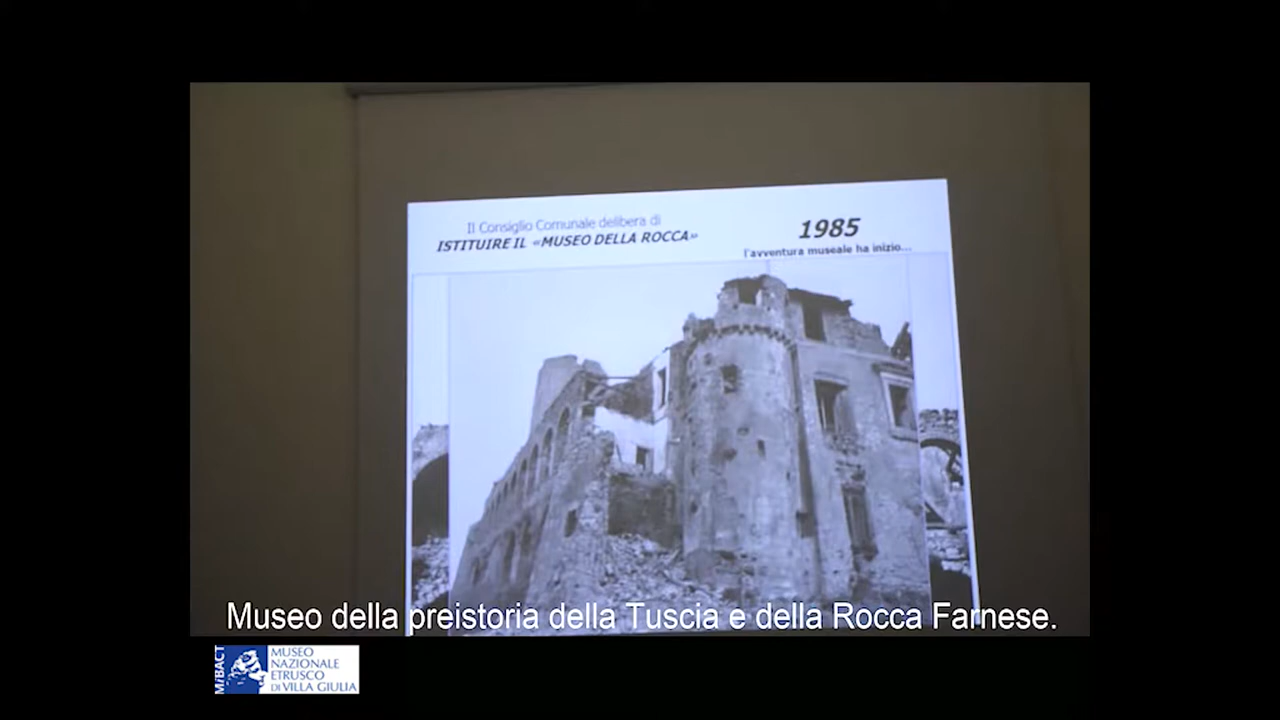 Il Consiglio Comunale delibera di
ISTITUIRE IL «MUSEO DELLA ROCCA»
1985
l'avventura museale ha inizio...
Museo della preistoria della Tuscia e della Rocca Farnese.
MiBACT
MUSEO
NAZIONALE
ETRUSCO
DI VILLA GIULIA